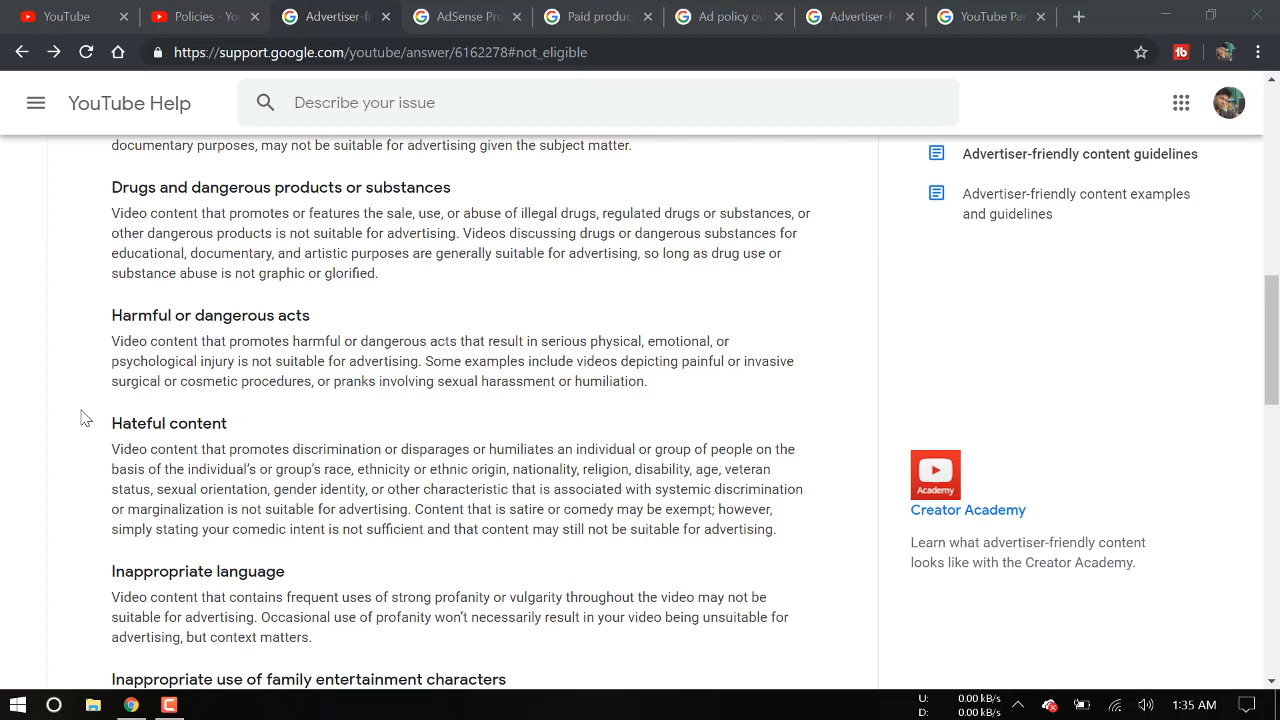 YouTube
Policies - Yo
Advertiser-f
AdSense Pro
Paid produc
Ad policy ov
Advertiser-f
YouTube Par
https://support.google.com/youtube/answer/6162278#not_eligible
YouTube Help
Describe your issue
documentary purposes, may not be suitable for advertising given the subject matter.
Drugs and dangerous products or substances
Video content that promotes or features the sale, use, or abuse of illegal drugs, regulated drugs or substances, or
other dangerous products is not suitable for advertising. Videos discussing drugs or dangerous substances for
educational, documentary, and artistic purposes are generally suitable for advertising, so long as drug use or
substance abuse is not graphic or glorified.
Harmful or dangerous acts
Video content that promotes harmful or dangerous acts that result in serious physical, emotional, or
psychological injury is not suitable for advertising. Some examples include videos depicting painful or invasive
surgical or cosmetic procedures, or pranks involving sexual harassment or humiliation.
Hateful content
Video content that promotes discrimination or disparages or humiliates an individual or group of people on the
basis of the individual's or group's race, ethnicity or ethnic origin, nationality, religion, disability, age, veteran
status, sexual orientation, gender identity, or other characteristic that is associated with systemic discrimination
or marginalization is not suitable for advertising. Content that is satire or comedy may be exempt; however,
simply stating your comedic intent is not sufficient and that content may still not be suitable for advertising.
Inappropriate language
Video content that contains frequent uses of strong profanity or vulgarity throughout the video may not be
suitable for advertising. Occasional use of profanity won't necessarily result in your video being unsuitable for
advertising, but context matters.
Inappropriate use of family entertainment characters
Advertiser-friendly content guidelines
Advertiser-friendly content examples
and guidelines
Academy
Creator Academy
Learn what advertiser-friendly content
looks like with the Creator Academy.
U: 0.00 kB/s
D: 0.00 kB/s
1:35 AM